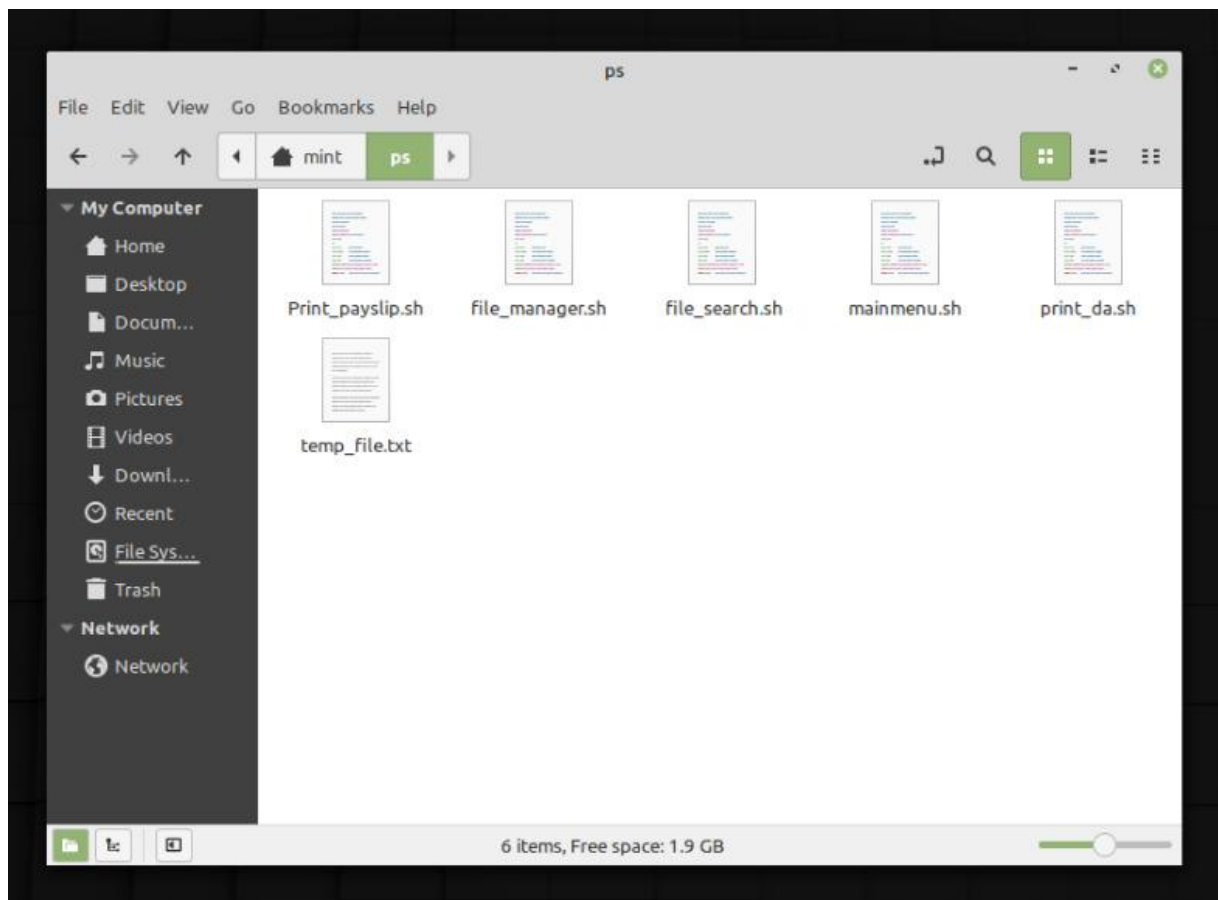 ps
File Edit View Go Bookmarks Help
mint ps
My Computer
Home
Desktop
Docum...
Music
Pictures
Videos
Downl...
Recent
File Sys...
Trash
Network
Network
Print_payslip.sh file_manager.sh file_search.sh mainmenu.sh print_da.sh
temp_file.txt
6 items, Free space: 1.9 GB